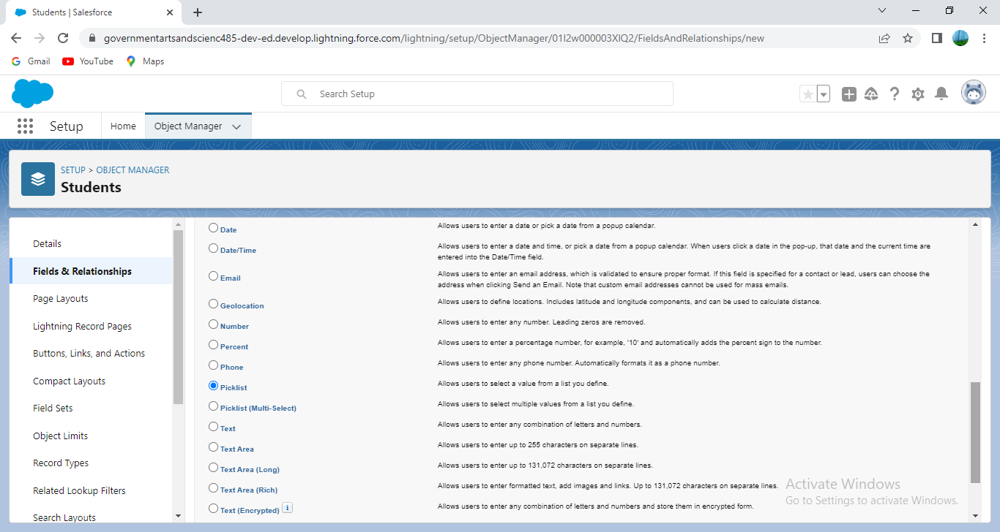 Students | Salesforce
governmentartsandscienc485-dev-ed.develop.lightning.force.com/lightning/setup/ObjectManager/01I2w000003XlQ2/FieldsAndRelationships/new
Gmail YouTube Maps
Search Setup
Setup Home Object Manager
SETUP > OBJECT MANAGER
Students
Details
Fields & Relationships
Page Layouts
Lightning Record Pages
Buttons, Links, and Actions
Compact Layouts
Field Sets
Object Limits
Record Types
Related Lookup Filters
Search Layouts
Date Allows users to enter a date or pick a date from a popup calendar.
Date/Time Allows users to enter a date and time, or pick a date from a popup calendar. When users click a date in the pop-up, that date and the current time are
entered into the Date/Time field.
Email Allows users to enter an email address, which is validated to ensure proper format. If this field is specified for a contact or lead, users can choose the
address when clicking Send an Email. Note that custom email addresses cannot be used for mass emails.
Geolocation Allows users to define locations. Includes latitude and longitude components, and can be used to calculate distance.
Number Allows users to enter any number. Leading zeros are removed.
Percent Allows users to enter a percentage number, for example, '10' and automatically adds the percent sign to the number.
Phone Allows users to enter any phone number. Automatically formats it as a phone number.
Picklist Allows users to select a value from a list you define.
Picklist (Multi-Select) Allows users to select multiple values from a list you define.
Text Allows users to enter any combination of letters and numbers.
Text Area Allows users to enter up to 255 characters on separate lines.
Text Area (Long) Allows users to enter up to 131,072 characters on separate lines.
Text Area (Rich) Allows users to enter formatted text, add images and links. Up to 131,072 characters on separate lines.
Text (Encrypted) i Allows users to enter any combination of letters and numbers and store them in encrypted form.
Activate Windows
Go to Settings to activate Windows.